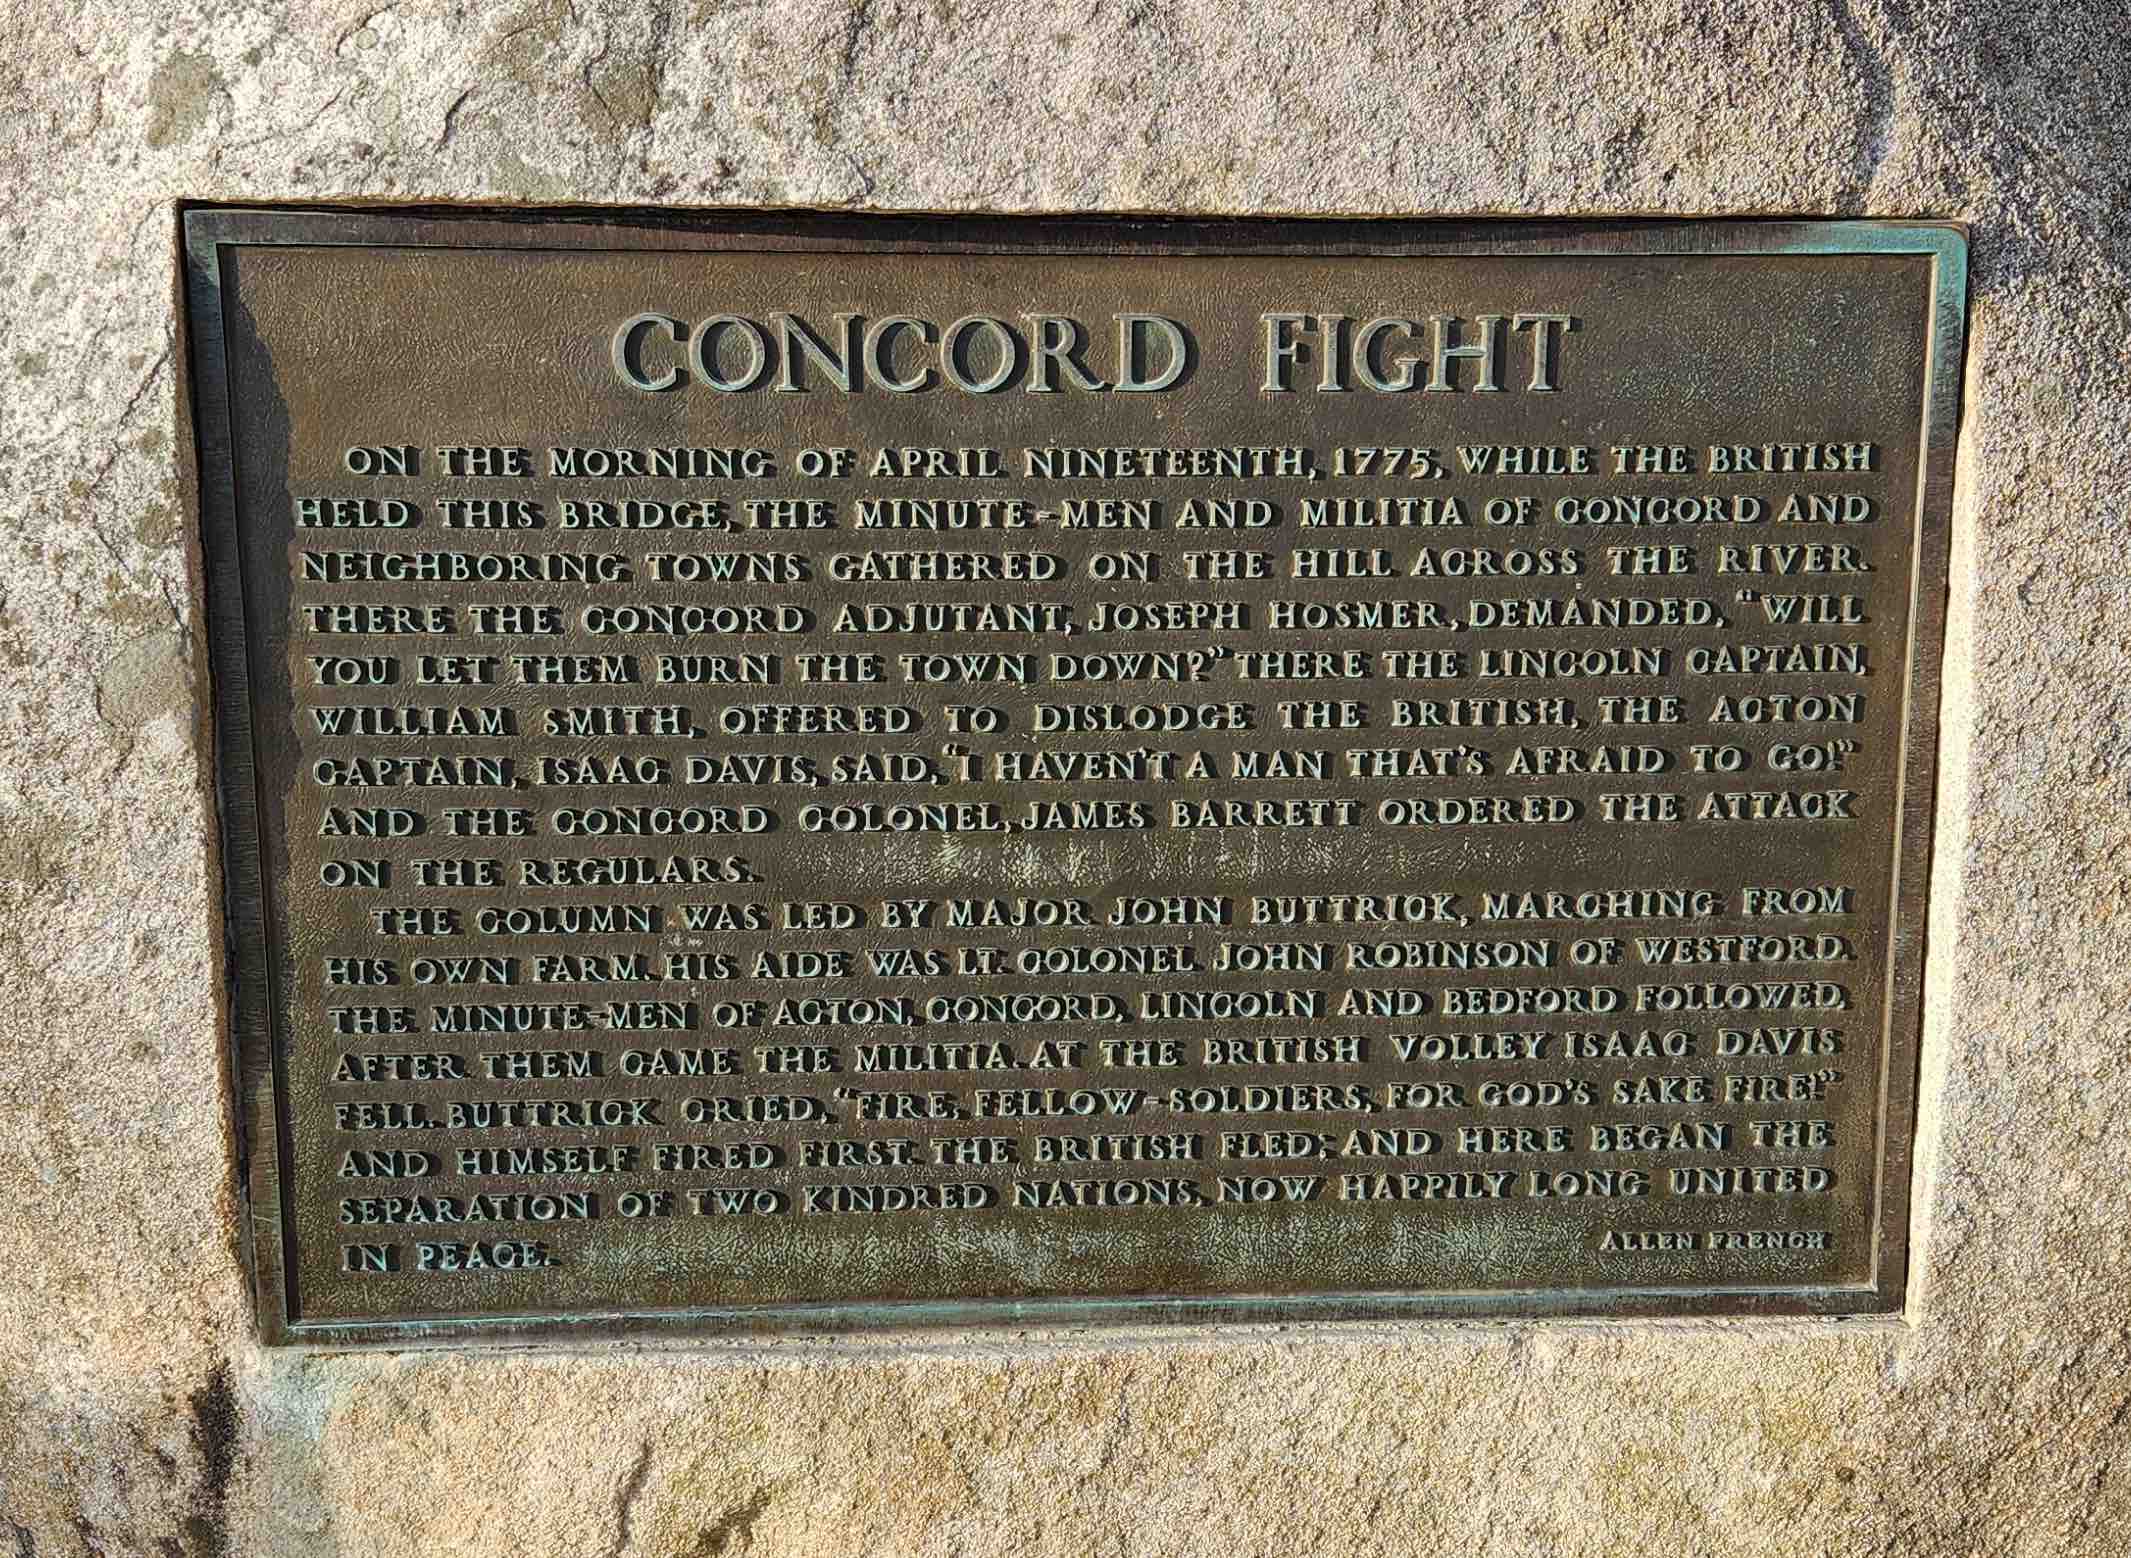 CONCORD FIGHT
ON THE MORNING OF APRIL NINETEENTH, 1775, WHILE THE BRITISH
HELD THIS BRIDGE, THE MINUTE-MEN AND MILITIA OF CONCORD AND
NEIGHBORING TOWNS GATHERED ON THE HILL ACROSS THE RIVER.
THERE THE CONCORD ADJUTANT, JOSEPH HOSMER, DEMANDED, "WILL
YOU LET THEM BURN THE TOWN DOWN?" THERE THE LINCOLN CAPTAIN,
WILLIAM SMITH, OFFERED TO DISLODGE THE BRITISH, THE ACTON
CAPTAIN, ISAAC DAVIS, SAID, "I HAVEN'T A MAN THAT'S AFRAID TO GO!"
AND THE CONCORD COLONEL, JAMES BARRETT ORDERED THE ATTACK
ON THE REGULARS.
THE COLUMN WAS LED BY MAJOR JOHN BUTTRICK, MARCHING FROM
HIS OWN FARM. HIS AIDE WAS LT. COLONEL JOHN ROBINSON OF WESTFORD.
THE MINUTE-MEN OF ACTON, CONCORD, LINCOLN AND BEDFORD FOLLOWED,
AFTER THEM CAME THE MILITIA. AT THE BRITISH VOLLEY ISAAC DAVIS
FELL. BUTTRICK CRIED, "FIRE, FELLOW-SOLDIERS, FOR GOD'S SAKE FIRE!"
AND HIMSELF FIRED FIRST. THE BRITISH FLED; AND HERE BEGAN THE
SEPARATION OF TWO KINDRED NATIONS, NOW HAPPILY LONG UNITED
IN PEACE.
ALLEN FRENCH